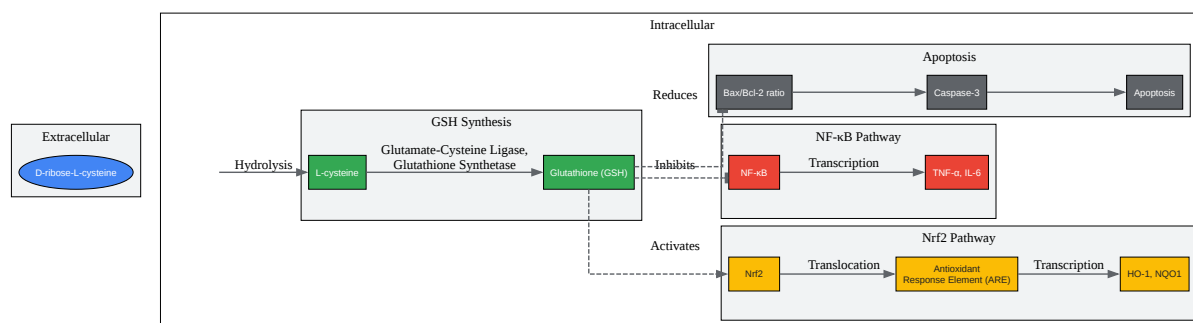 Intracellular
Extracellular
D-ribose-L-cysteine
Hydrolysis
GSH Synthesis
L-cysteine
Glutamate-Cysteine Ligase,
Glutathione Synthetase
Glutathione (GSH)
Reduces
Inhibits
Activates
Apoptosis
Bax/Bcl-2 ratio
Caspase-3
Apoptosis
NF-κB Pathway
NF-κB
Transcription
TNF-α, IL-6
Nrf2 Pathway
Nrf2
Translocation
Antioxidant
Response Element (ARE)
Transcription
HO-1, NQO1